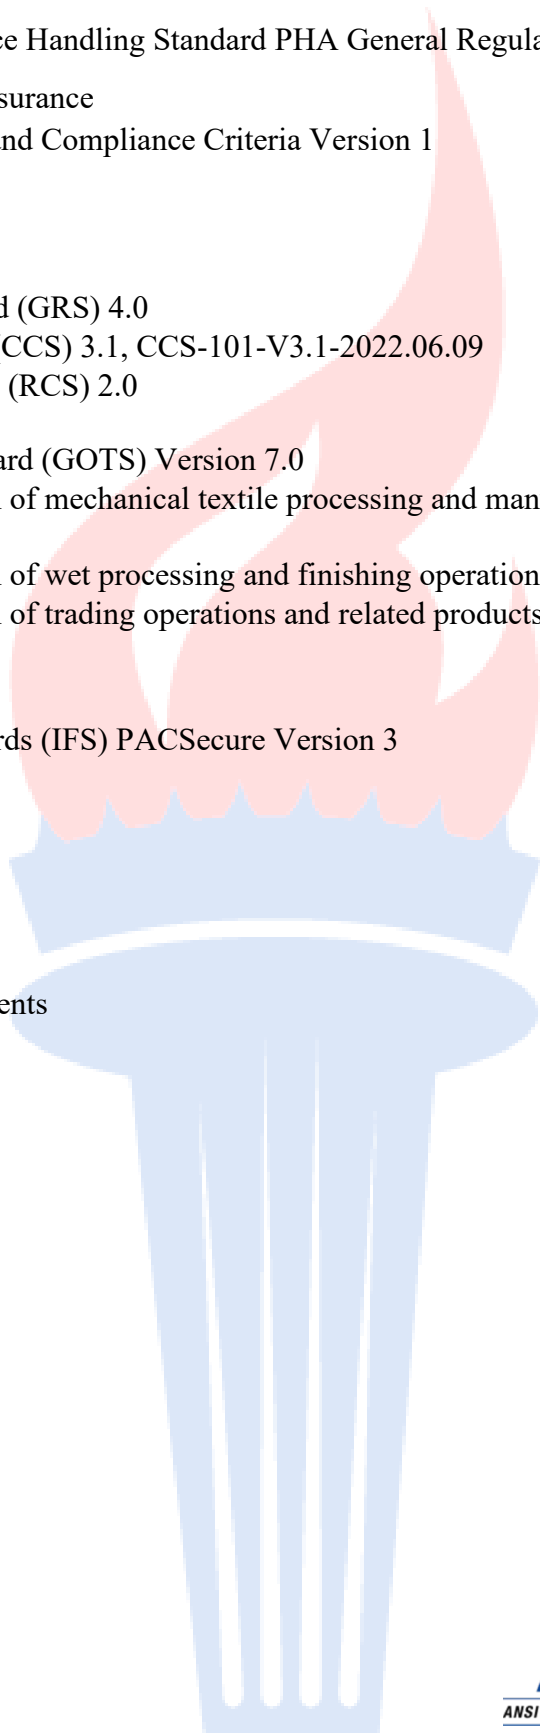 ce Handling Standard PHA General Regula
surance
nd Compliance Criteria Version 1
d (GRS) 4.0
CCS) 3.1, CCS-101-V3.1-2022.06.09
(RCS) 2.0
ard (GOTS) Version 7.0
of mechanical textile processing and man
of wet processing and finishing operation
of trading operations and related products
rds (IFS) PACSecure Version 3
ents
ANSI